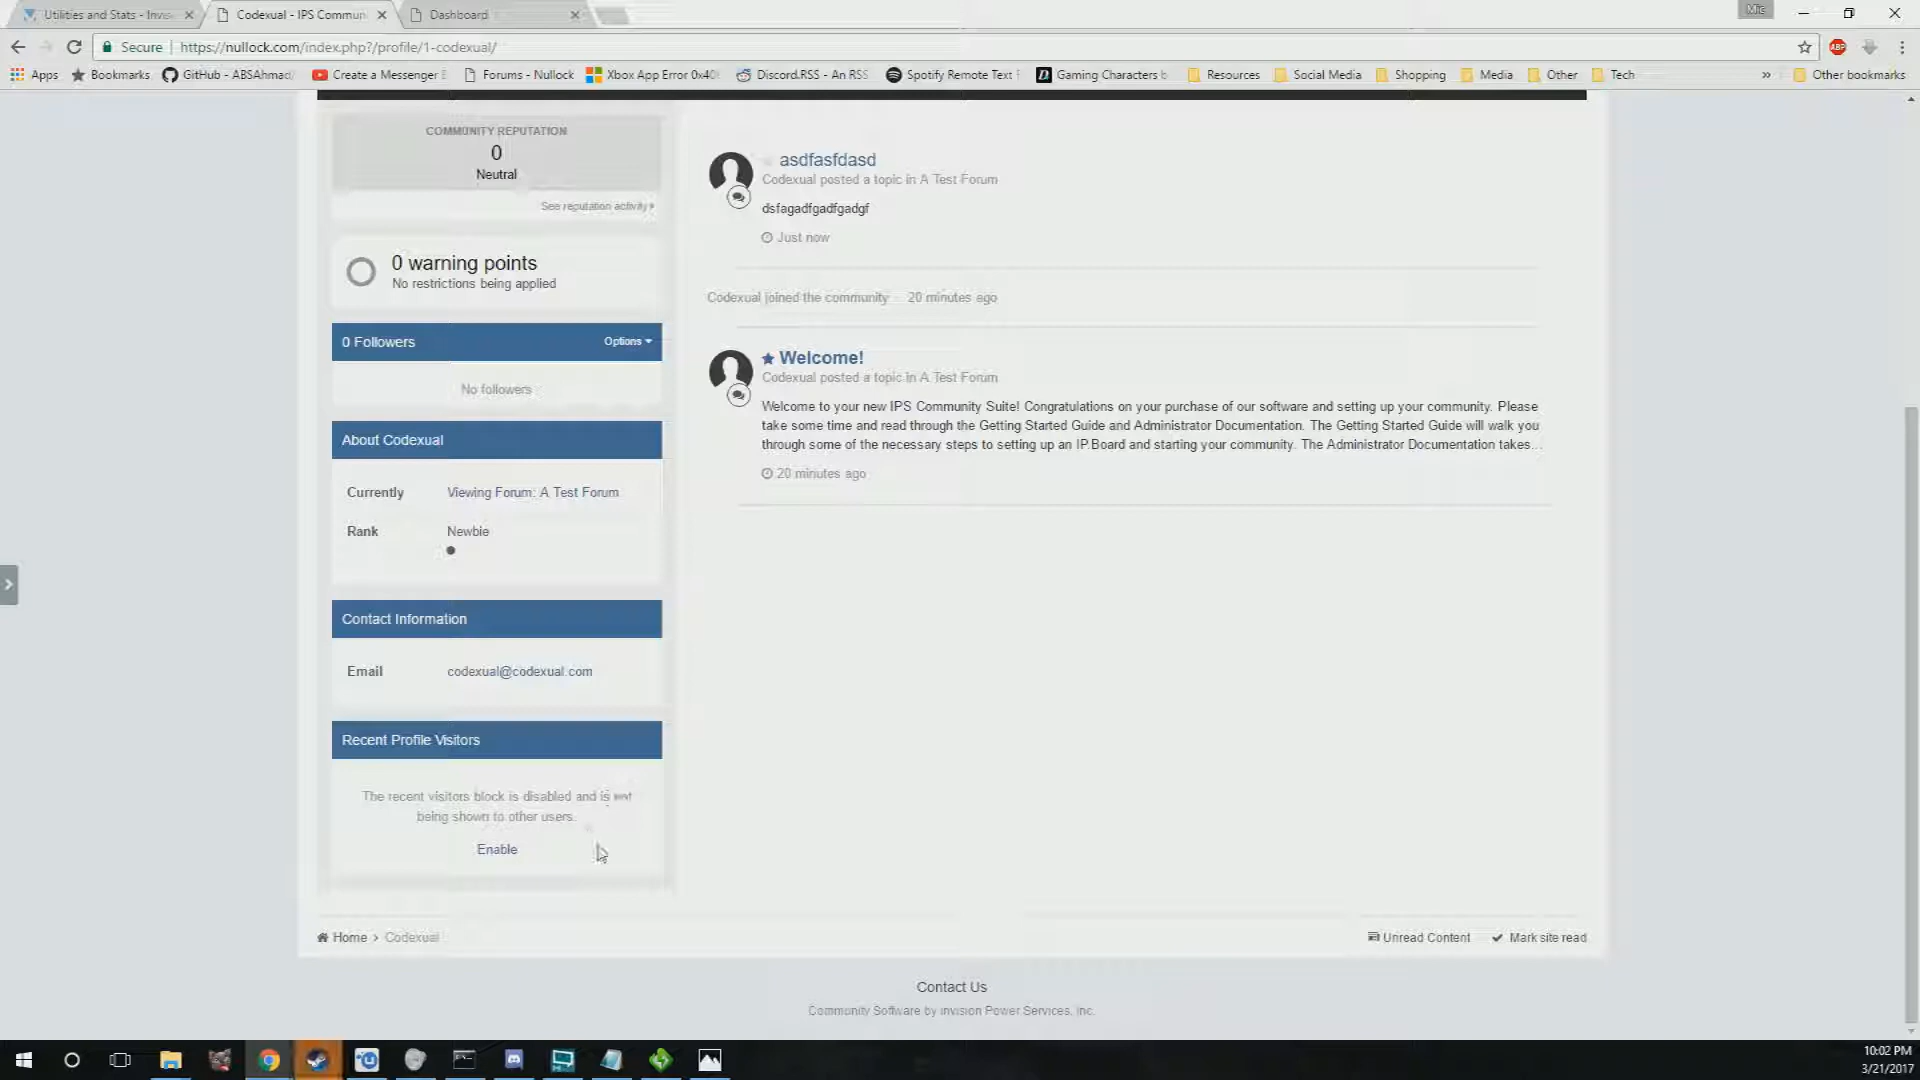 Utilities and Stats - Invis
Codexual - IPS Commun
Dashboard
Mic
Secure
https://nullock.com/index.php?/profile/1-codexual/
ABP
Apps
Bookmarks
GitHub - ABSAhmad/
Create a Messenger
Forums - Nullock
Xbox App Error 0x40
Discord.RSS - An RSS
Spotify Remote Text
Gaming Characters b
Resources
Social Media
Shopping
Media
Other
Tech
»
Other bookmarks
COMMUNITY REPUTATION
0
Neutral
See reputation activity
0 warning points
No restrictions being applied
0 Followers
Options
No followers
About Codexual
Currently
Viewing Forum: A Test Forum
Rank
Newbie
Contact Information
Email
codexual@codexual.com
Recent Profile Visitors
The recent visitors block is disabled and is not
being shown to other users.
Enable
asdfasfdasd
Codexual posted a topic in A Test Forum
dsfagadfgadfgadgf
Just now
Codexual joined the community
20 minutes ago
Welcome!
Codexual posted a topic in A Test Forum
Welcome to your new IPS Community Suite! Congratulations on your purchase of our software and setting up your community. Please
take some time and read through the Getting Started Guide and Administrator Documentation. The Getting Started Guide will walk you
through some of the necessary steps to setting up an IP.Board and starting your community. The Administrator Documentation takes...
20 minutes ago
Home > Codexual
Unread Content
Mark site read
Contact Us
Community Software by Invision Power Services, Inc.
10:02 PM
3/21/2017